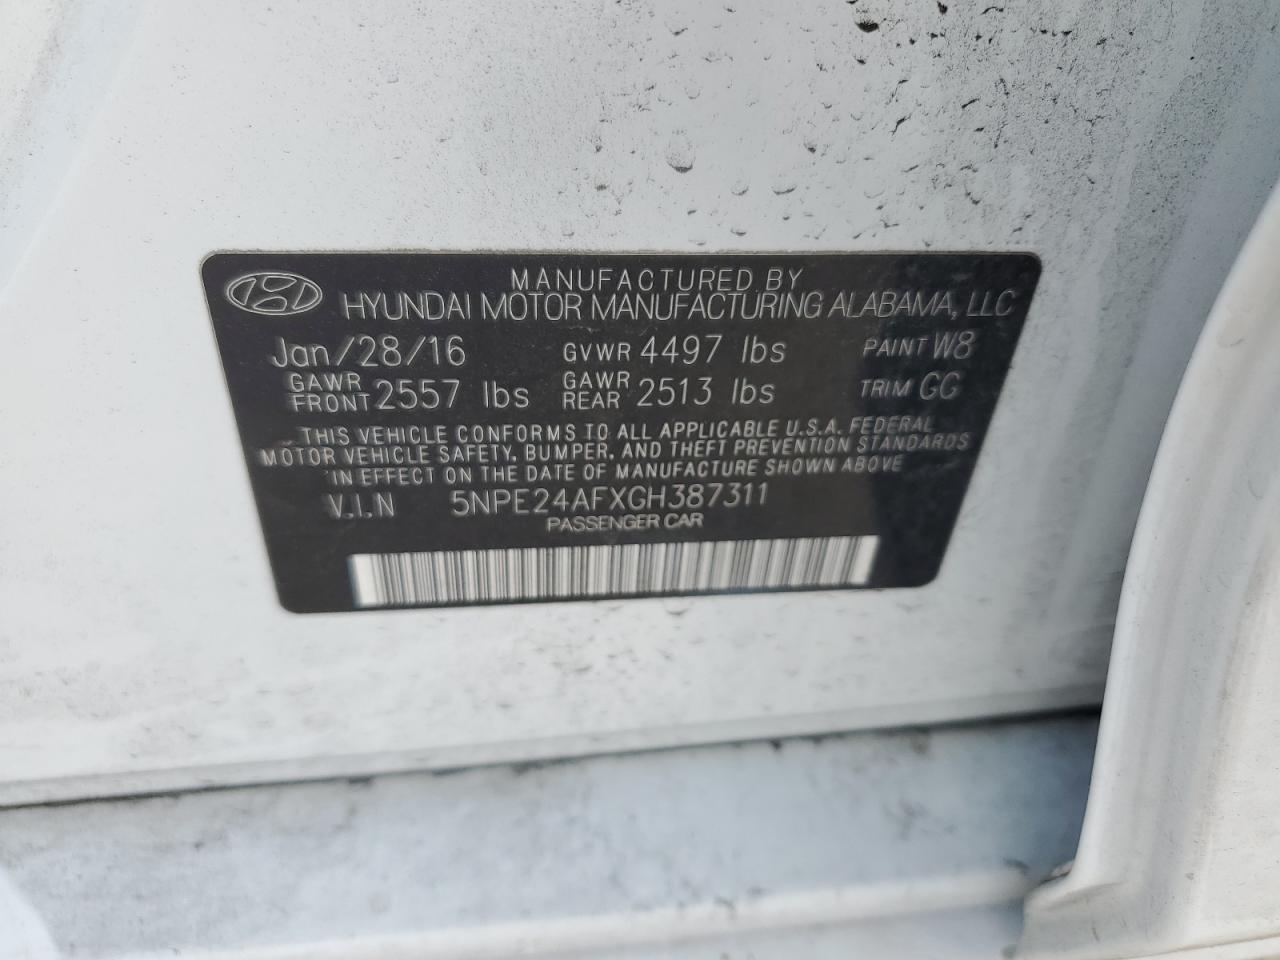 MANUFACTURED BY
HYUNDAI MOTOR MANUFACTURING ALABAMA, LLC
Jan/28/16 GVWR 4497 lbs PAINT W8
GAWR FRONT 2557 lbs GAWR REAR 2513 lbs TRIM GG
THIS VEHICLE CONFORMS TO ALL APPLICABLE U.S.A. FEDERAL
MOTOR VEHICLE SAFETY, BUMPER, AND THEFT PREVENTION STANDARDS
IN EFFECT ON THE DATE OF MANUFACTURE SHOWN ABOVE
V.I.N 5NPE24AFXGH387311
PASSENGER CAR